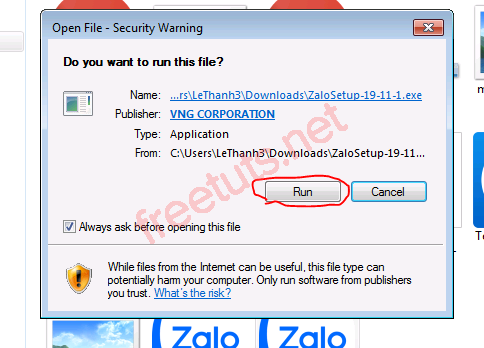 Open File - Security Warning
Do you want to run this file?
Name: ...rs\LeThanh3\Downloads\ZaloSetup-19-11-1.exe
Publisher: VNG CORPORATION
Type: Application
From: C:\Users\LeThanh3\Downloads\ZaloSetup-19-11...
Run Cancel
Always ask before opening this file
While files from the Internet can be useful, this file type can
potentially harm your computer. Only run software from publishers
you trust. What's the risk?
freetuts.net
Zalo Zalo